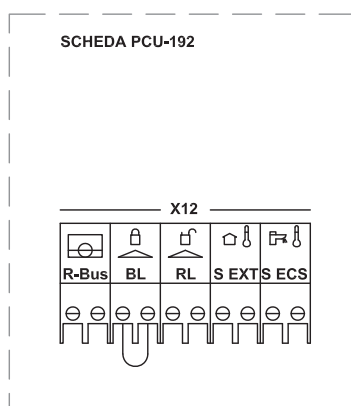 SCHEDA PCU-192
X12
R-Bus BL RL S EXT S ECS